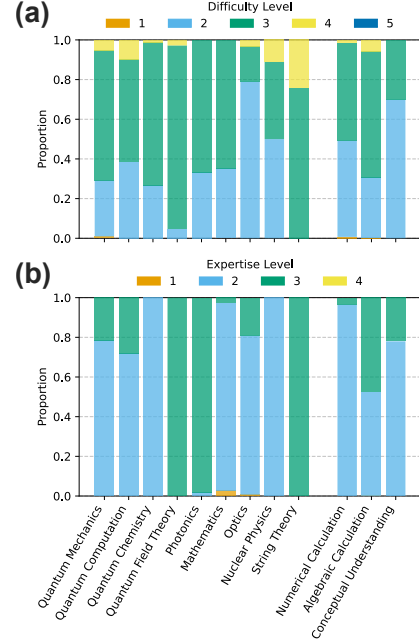 (a)
Difficulty Level
1 2 3 4 5
1.0
0.8
0.6
0.4
0.2
0.0
Proportion
(b)
Expertise Level
1 2 3 4
1.0
0.8
0.6
0.4
0.2
0.0
Proportion
Quantum Mechanics
Quantum Computation
Quantum Chemistry
Quantum Field Theory
Photonics
Mathematics
Optics
Nuclear Physics
String Theory
Numerical Calculation
Algebraic Calculation
Conceptual Understanding